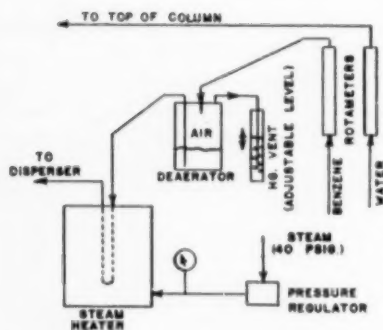 TO TOP OF COLUMN
AIR
DEAERATOR
HG. VENT
(ADJUSTABLE LEVEL)
BENZENE
ROTAMETERS
WATER
TO
DISPERSER
STEAM
(40 PSIG.)
STEAM
HEATER
PRESSURE
REGULATOR